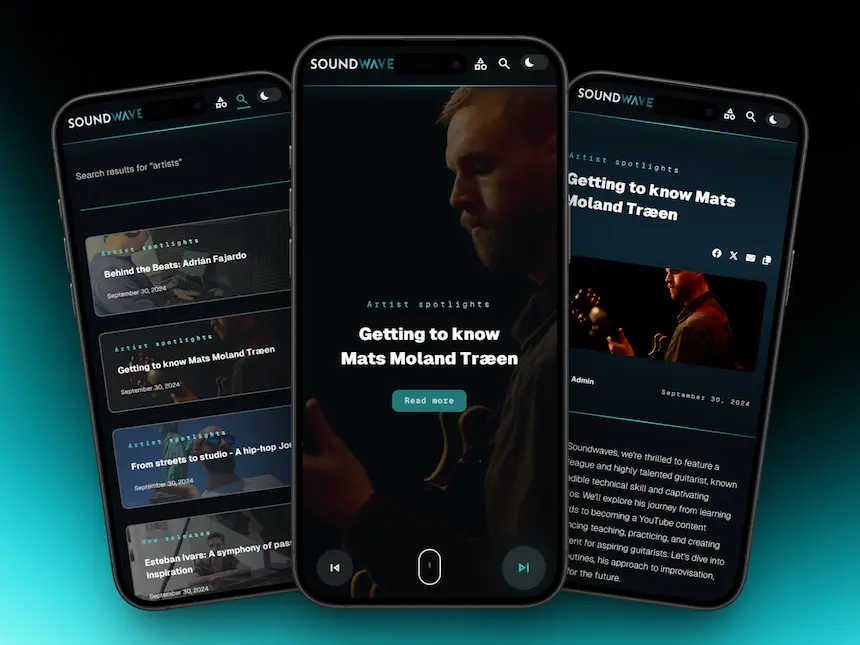 SOUNDWAVE
Search results for "artists"
Artist spotlights
Behind the Beats: Adrián Fajardo
September 30, 2024
Artist spotlights
Getting to know Mats Moland Træen
September 30, 2024
Artist spotlights
From streets to studio - A hip-hop Jou
September 30, 2024
New releases
Esteban Ivars: A symphony of pas
inspiration
September 30, 2024
SOUNDWAVE
Artist spotlights
Getting to know
Mats Moland Træen
Read more
SOUNDWAVE
Artist spotlights
Getting to know Mats
Moland Træen
Admin
September 30, 2024
Soundwaves, we're thrilled to feature a
league and highly talented guitarist, known
edible technical skill and captivating
os. We'll explore his journey from learning
rds to becoming a YouTube content
ncing teaching, practicing, and creating
ent for aspiring guitarists. Let's dive into
outines, his approach to improvisation,
for the future.